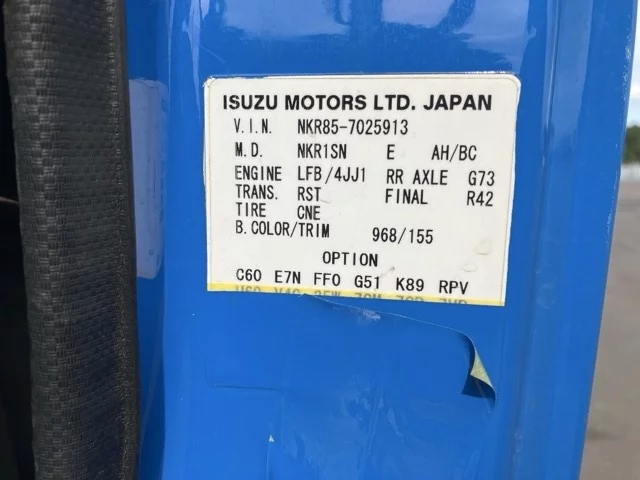 ISUZU MOTORS LTD. JAPAN
V.I.N. NKR85-7025913
M.D. NKR1SN E AH/BC
ENGINE LFB/4JJ1 RR AXLE G73
TRANS. RST FINAL R42
TIRE CNE
B.COLOR/TRIM 968/155
OPTION
C60 E7N FF0 G51 K89 RPV